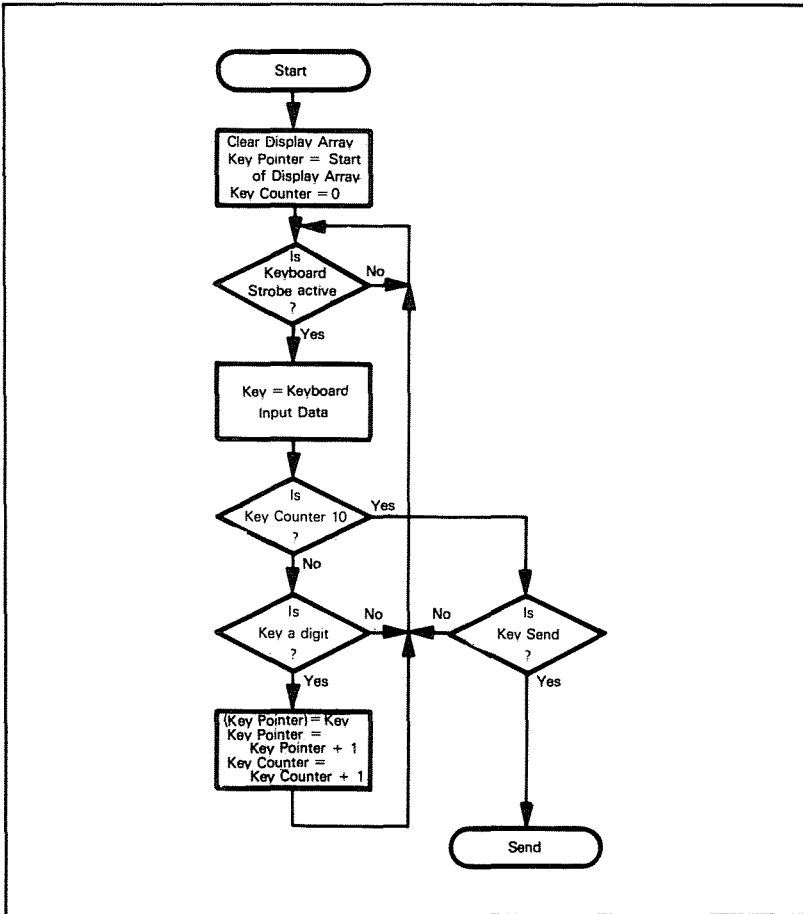 Start
Clear Display Array
Key Pointer = Start
of Display Array
Key Counter = 0
Is
Keyboard
Strobe active
?
No
Yes
Key = Keyboard
Input Data
Is
Key Counter 10
?
Yes
No
Is
Key a digit
?
No
Yes
No
Is
Key Send
?
Yes
(Key Pointer) = Key
Key Pointer =
Key Pointer + 1
Key Counter =
Key Counter + 1
Send